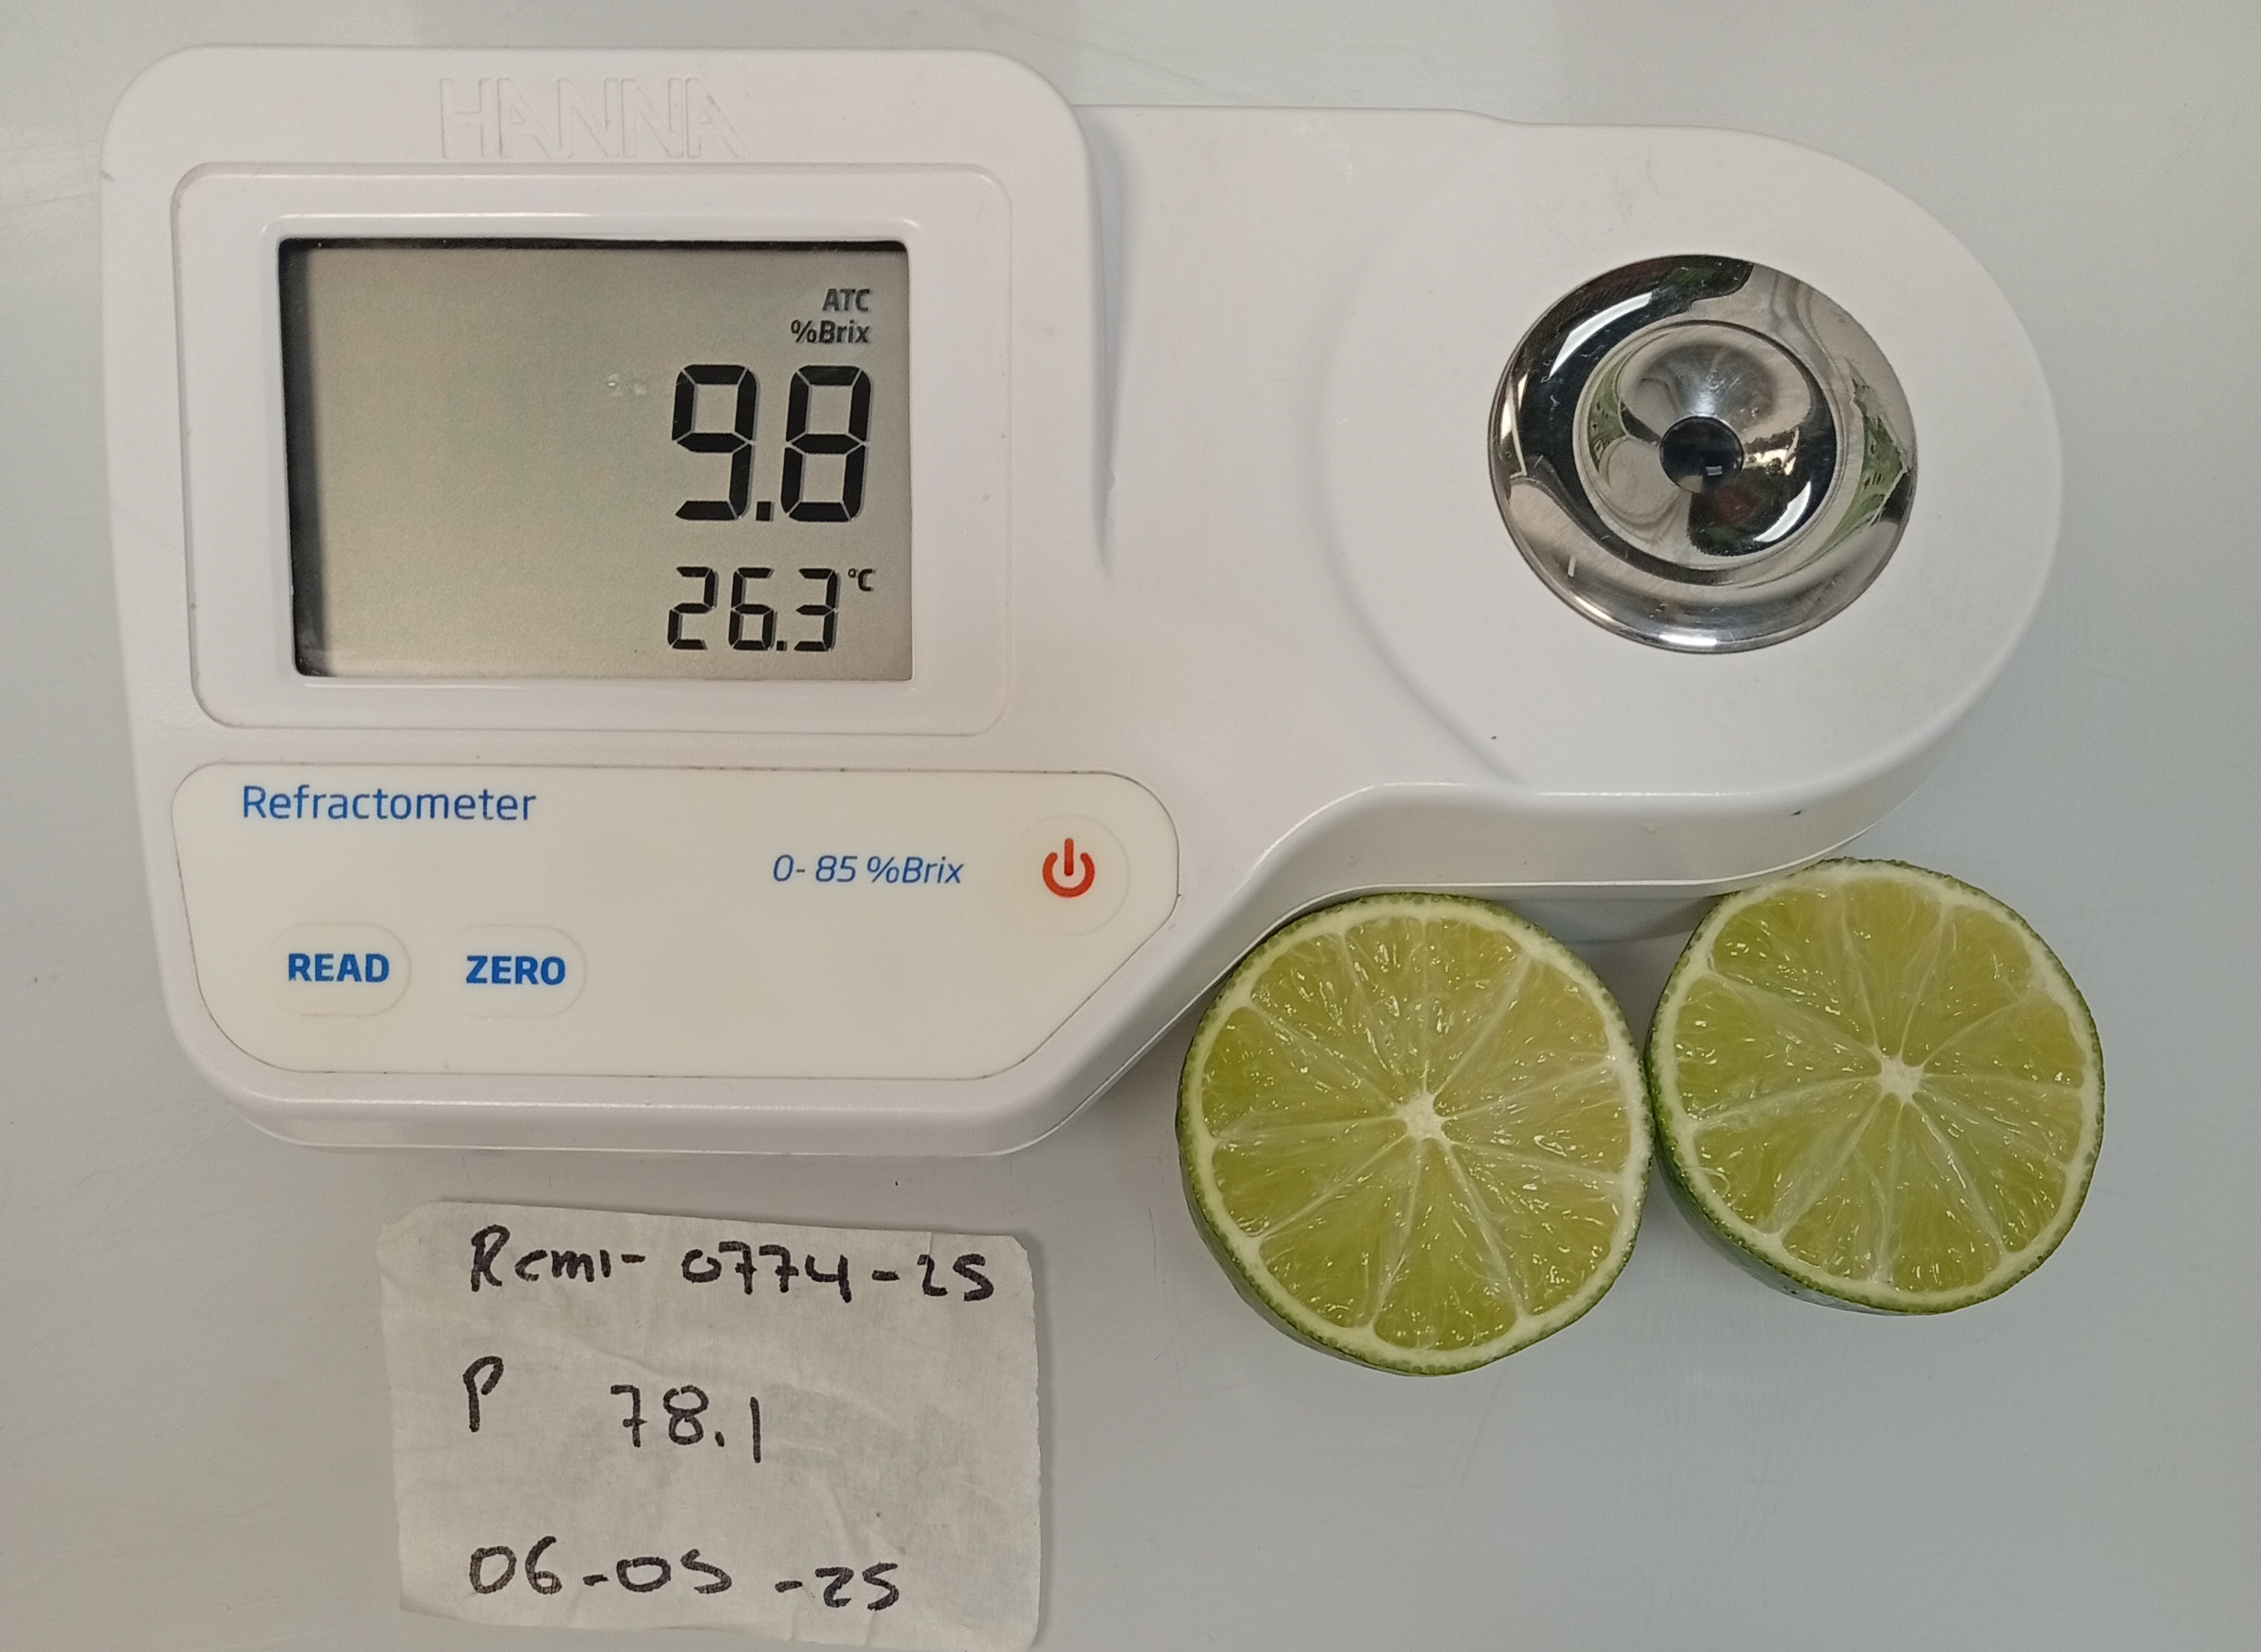 HANNA
ATC
%Brix
9.8
26.3 °C
Refractometer
0- 85 %Brix
READ
ZERO
Rcmi- 0774-25
P 78.1
06-05-25